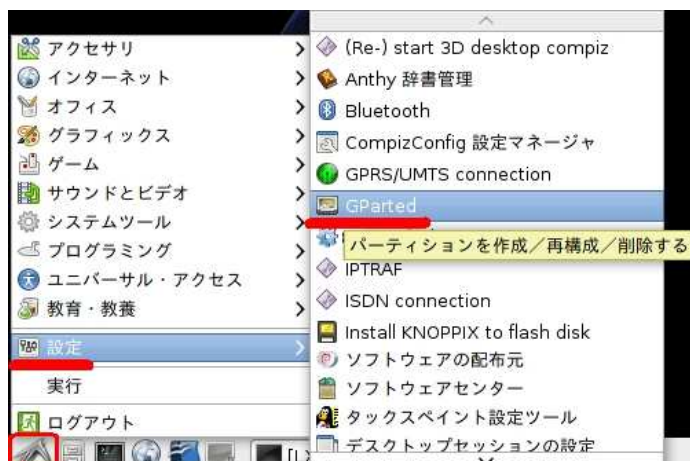 アクセサリ
インターネット
オフィス
グラフィックス
ゲーム
サウンドとビデオ
システムツール
プログラミング
ユニバーサル・アクセス
教育・教養
設定
実行
ログアウト
(Re-) start 3D desktop compiz
Anthy 辞書管理
Bluetooth
CompizConfig 設定マネージャ
GPRS/UMTS connection
GParted
パーティションを作成／再構成／削除する
IPTRAF
ISDN connection
Install KNOPPIX to flash disk
ソフトウェアの配布元
ソフトウェアセンター
タックスペイント設定ツール
デスクトップセッションの設定